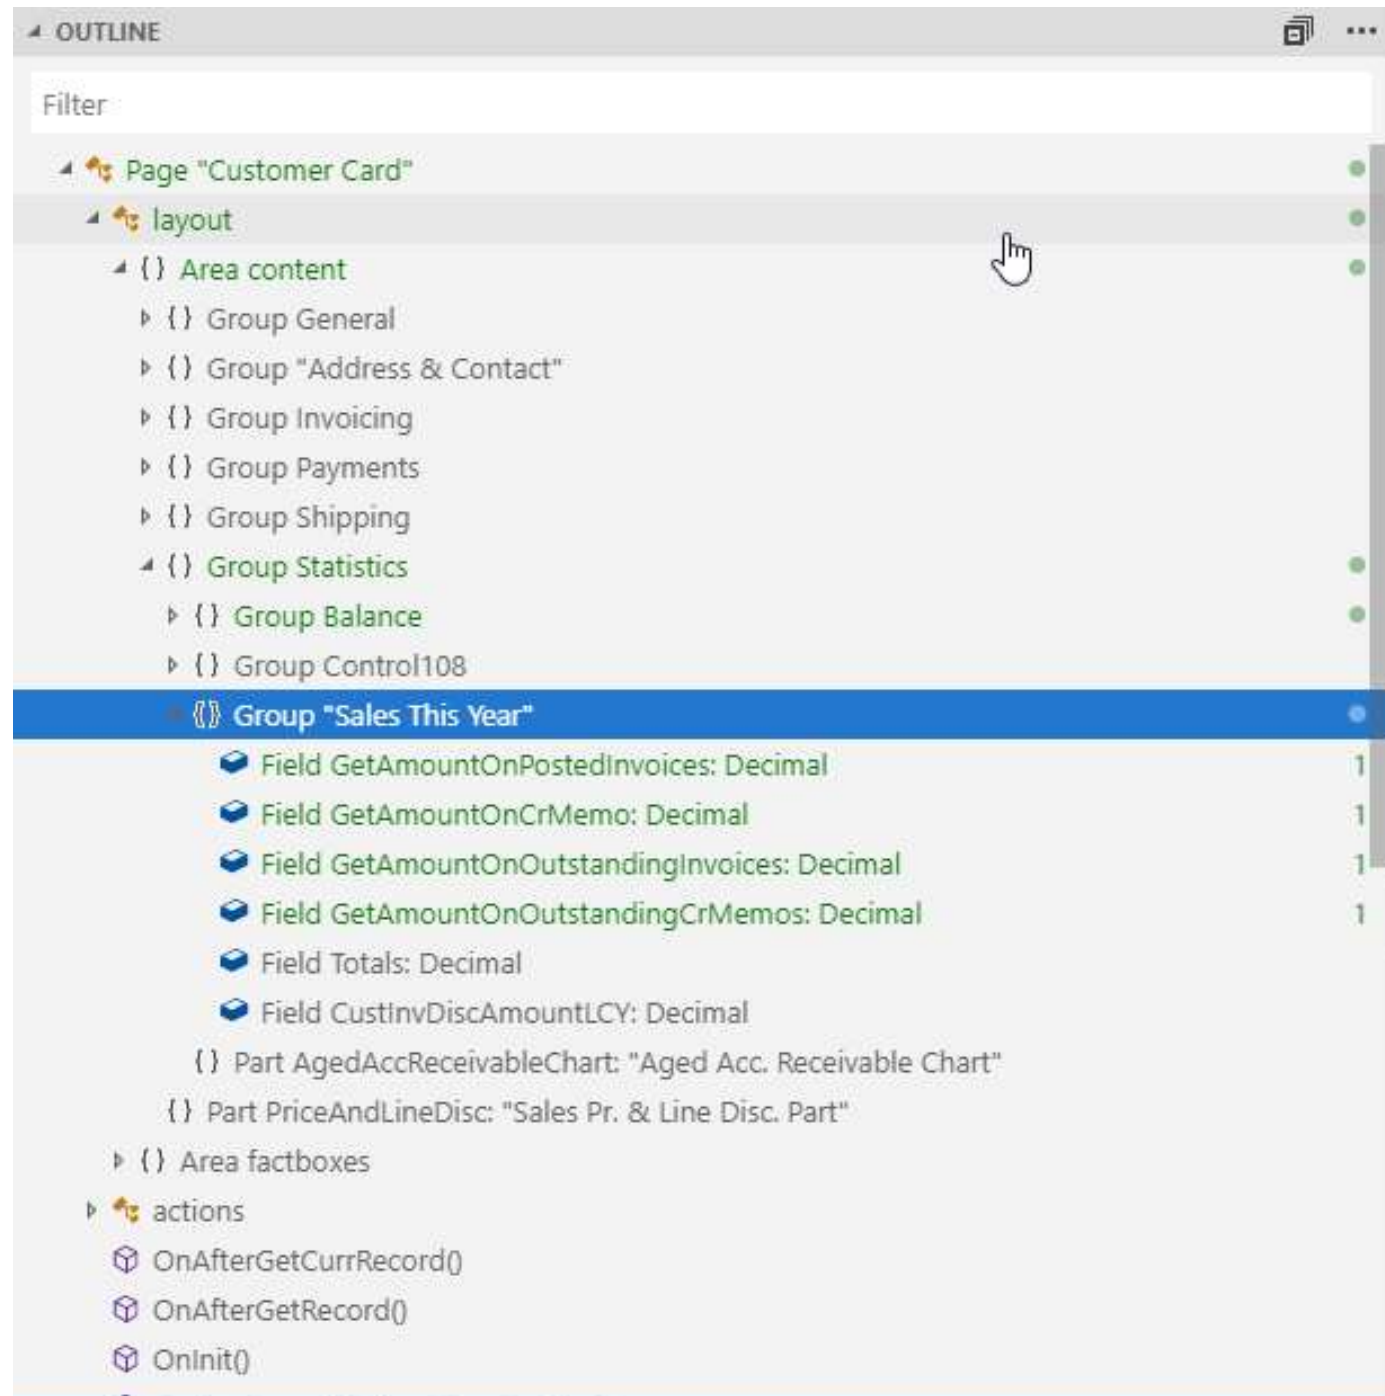 OUTLINE
Filter
Page "Customer Card"
layout
{} Area content
{} Group General
{} Group "Address & Contact"
{} Group Invoicing
{} Group Payments
{} Group Shipping
{} Group Statistics
{} Group Balance
{} Group Control108
{} Group "Sales This Year"
Field GetAmountOnPostedInvoices: Decimal 1
Field GetAmountOnCrMemo: Decimal 1
Field GetAmountOnOutstandingInvoices: Decimal 1
Field GetAmountOnOutstandingCrMemos: Decimal 1
Field Totals: Decimal
Field CustInvDiscAmountLCY: Decimal
{} Part AgedAccReceivableChart: "Aged Acc. Receivable Chart"
{} Part PriceAndLineDisc: "Sales Pr. & Line Disc. Part"
{} Area factboxes
actions
OnAfterGetCurrRecord()
OnAfterGetRecord()
OnInit()